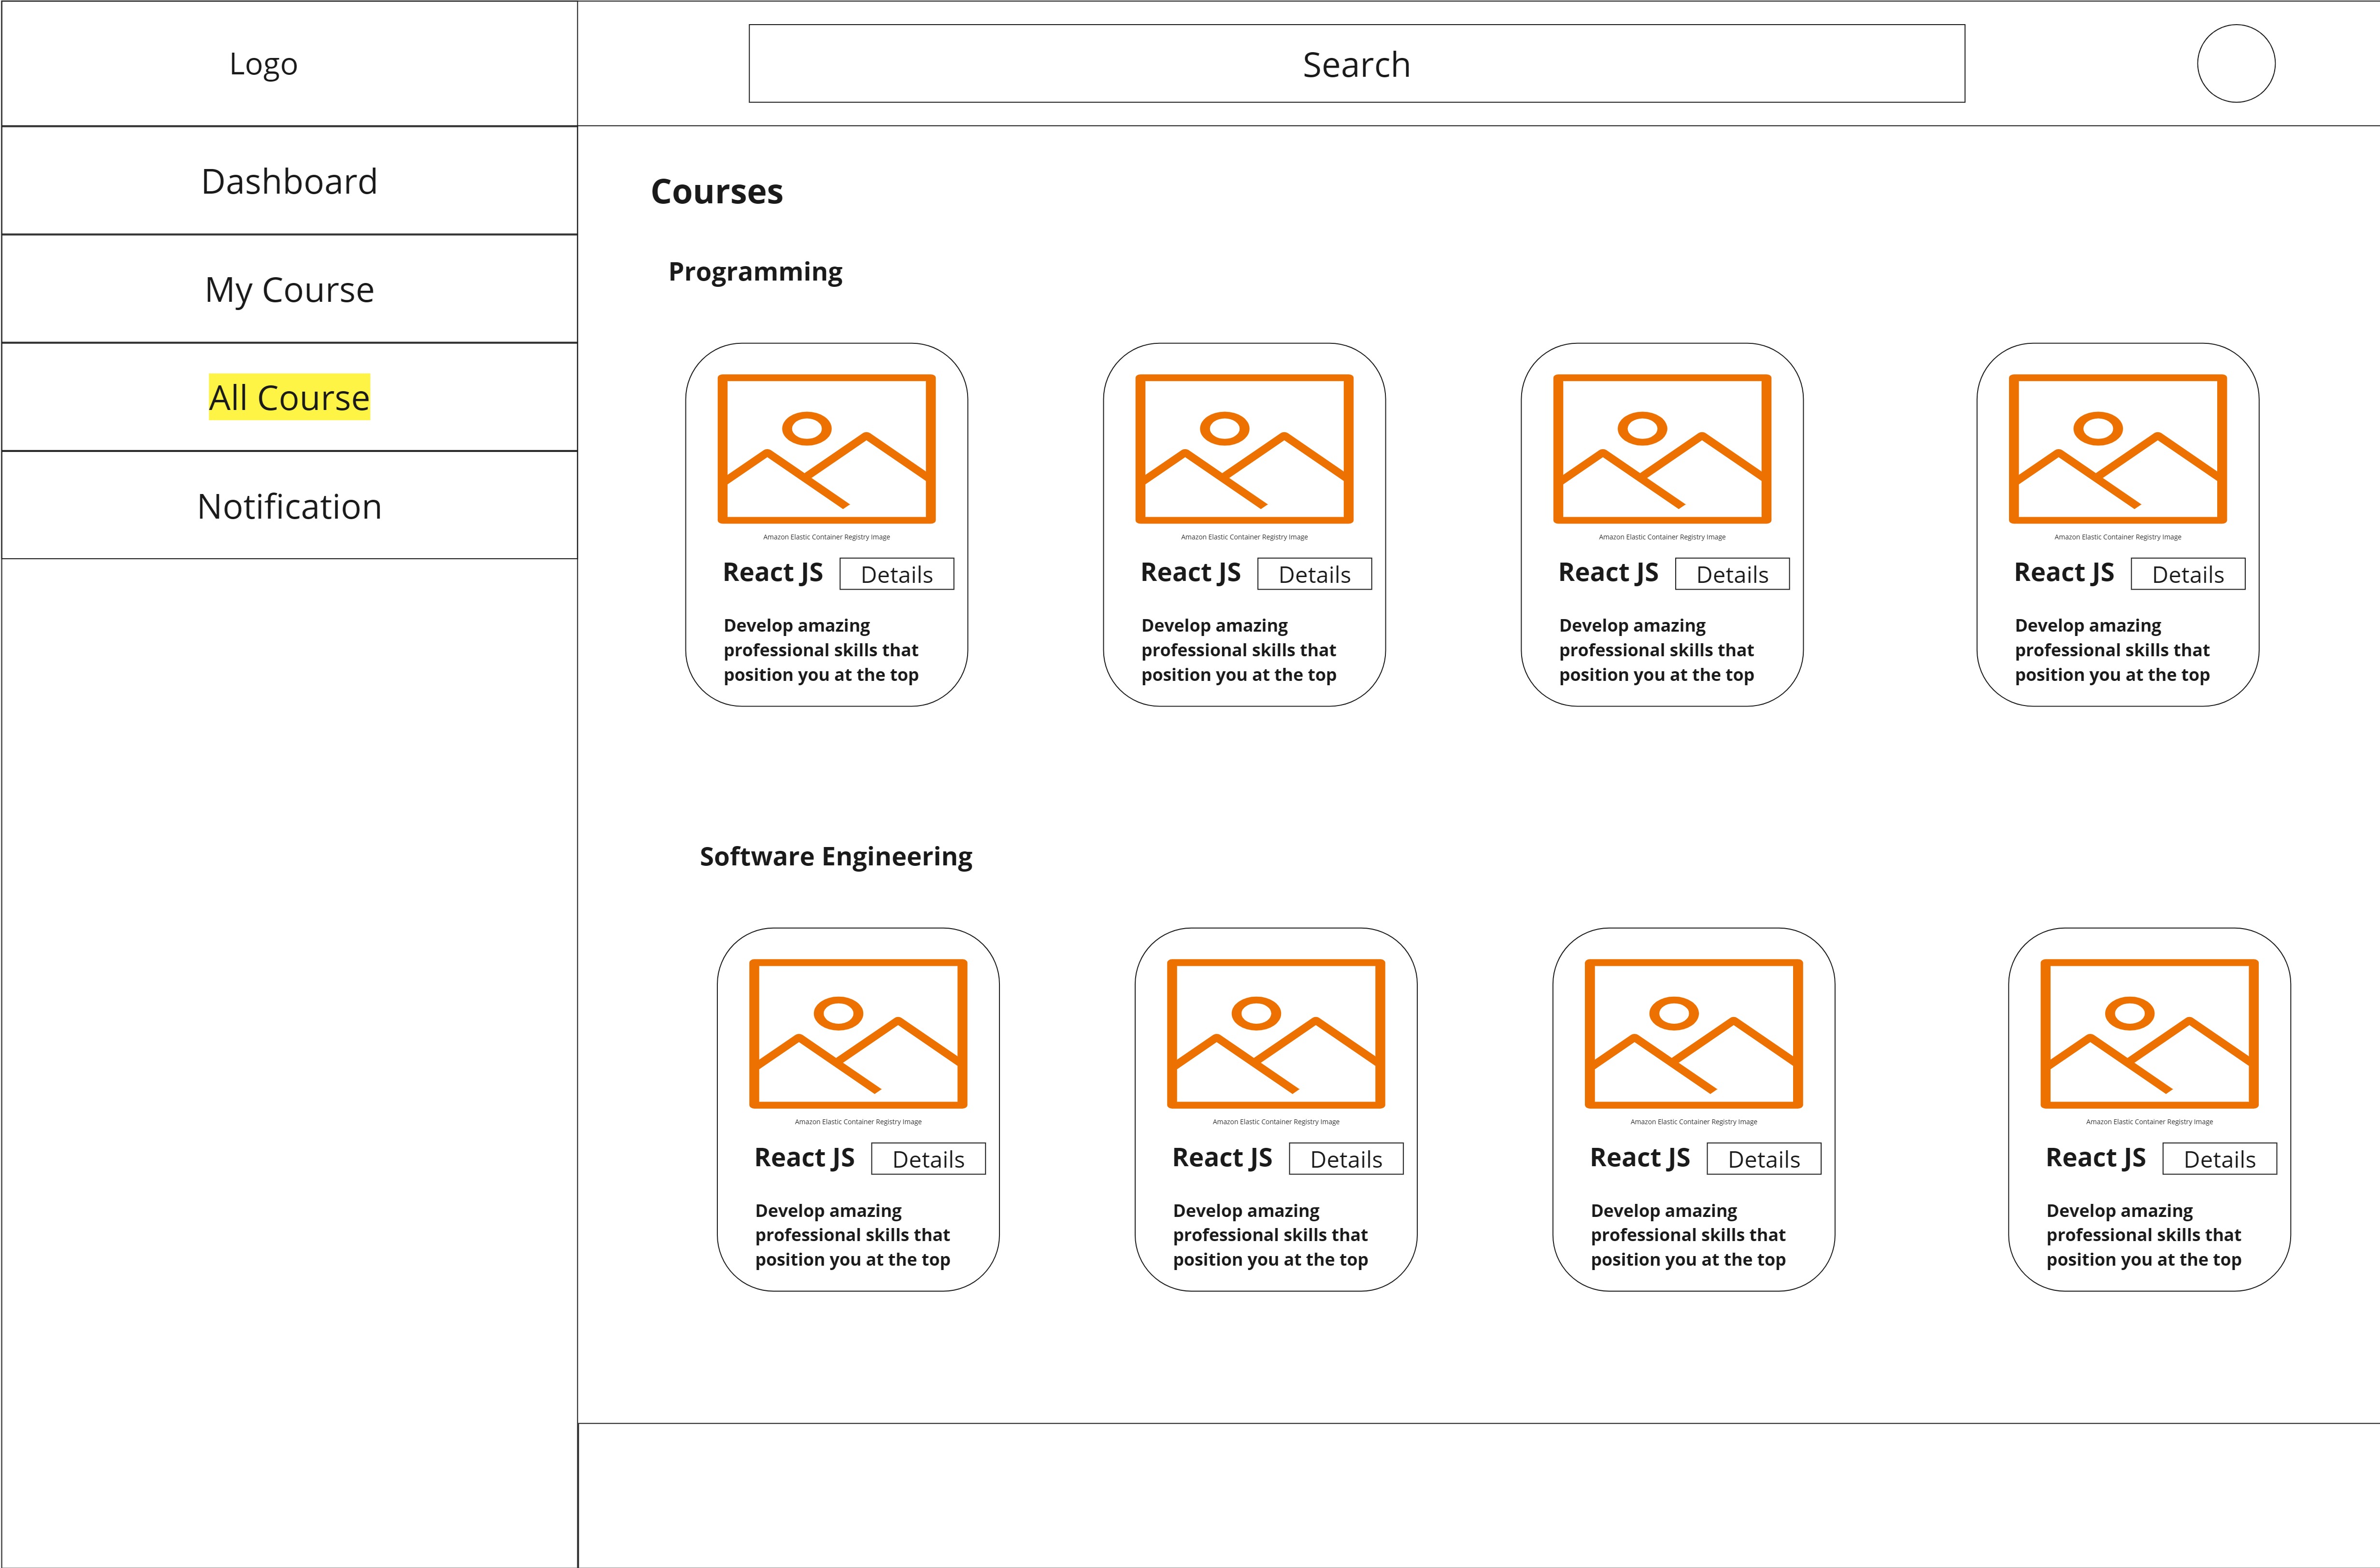 Logo
Search
Dashboard
My Course
All Course
Notification
Courses
Programming
Amazon Elastic Container Registry Image
React JS
Details
Develop amazing
professional skills that
position you at the top
Amazon Elastic Container Registry Image
React JS
Details
Develop amazing
professional skills that
position you at the top
Amazon Elastic Container Registry Image
React JS
Details
Develop amazing
professional skills that
position you at the top
Amazon Elastic Container Registry Image
React JS
Details
Develop amazing
professional skills that
position you at the top
Software Engineering
Amazon Elastic Container Registry Image
React JS
Details
Develop amazing
professional skills that
position you at the top
Amazon Elastic Container Registry Image
React JS
Details
Develop amazing
professional skills that
position you at the top
Amazon Elastic Container Registry Image
React JS
Details
Develop amazing
professional skills that
position you at the top
Amazon Elastic Container Registry Image
React JS
Details
Develop amazing
professional skills that
position you at the top